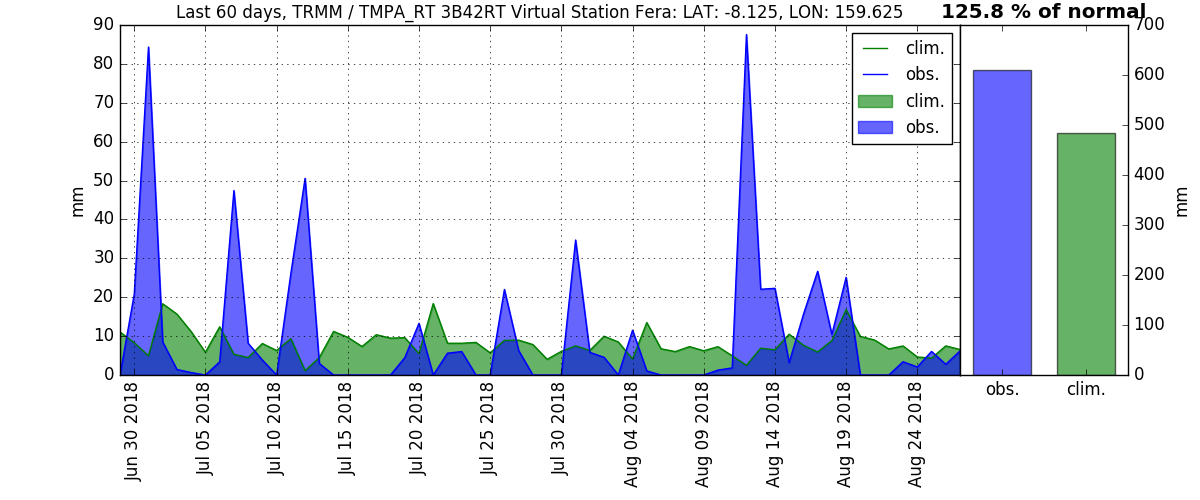 Last 60 days, TRMM / TMPA_RT 3B42RT Virtual Station Fera: LAT: -8.125, LON: 159.625
125.8 % of normal
90
80
70
60
50
40
30
20
10
0
mm
clim.
obs.
clim.
obs.
700
600
500
400
300
200
100
0
mm
obs.
clim.
Jun 30 2018
Jul 05 2018
Jul 10 2018
Jul 15 2018
Jul 20 2018
Jul 25 2018
Jul 30 2018
Aug 04 2018
Aug 09 2018
Aug 14 2018
Aug 19 2018
Aug 24 2018